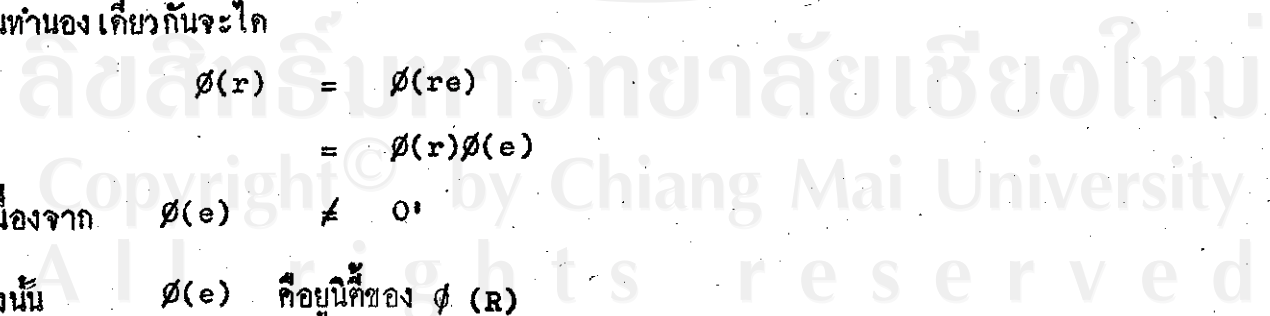 นทำนองเดียวกันจะได้
ลิขสิทธิ์มหาวิทยาลัยเชียงใหม่
ø(r) = ø(re)
= ø(r)ø(e)
Copyright© by Chiang Mai University
นื่องจาก ø(e) ≠ 0'
All rights reserved
งนั้น ø(e) คือยูนิตี้ของ ø (R)